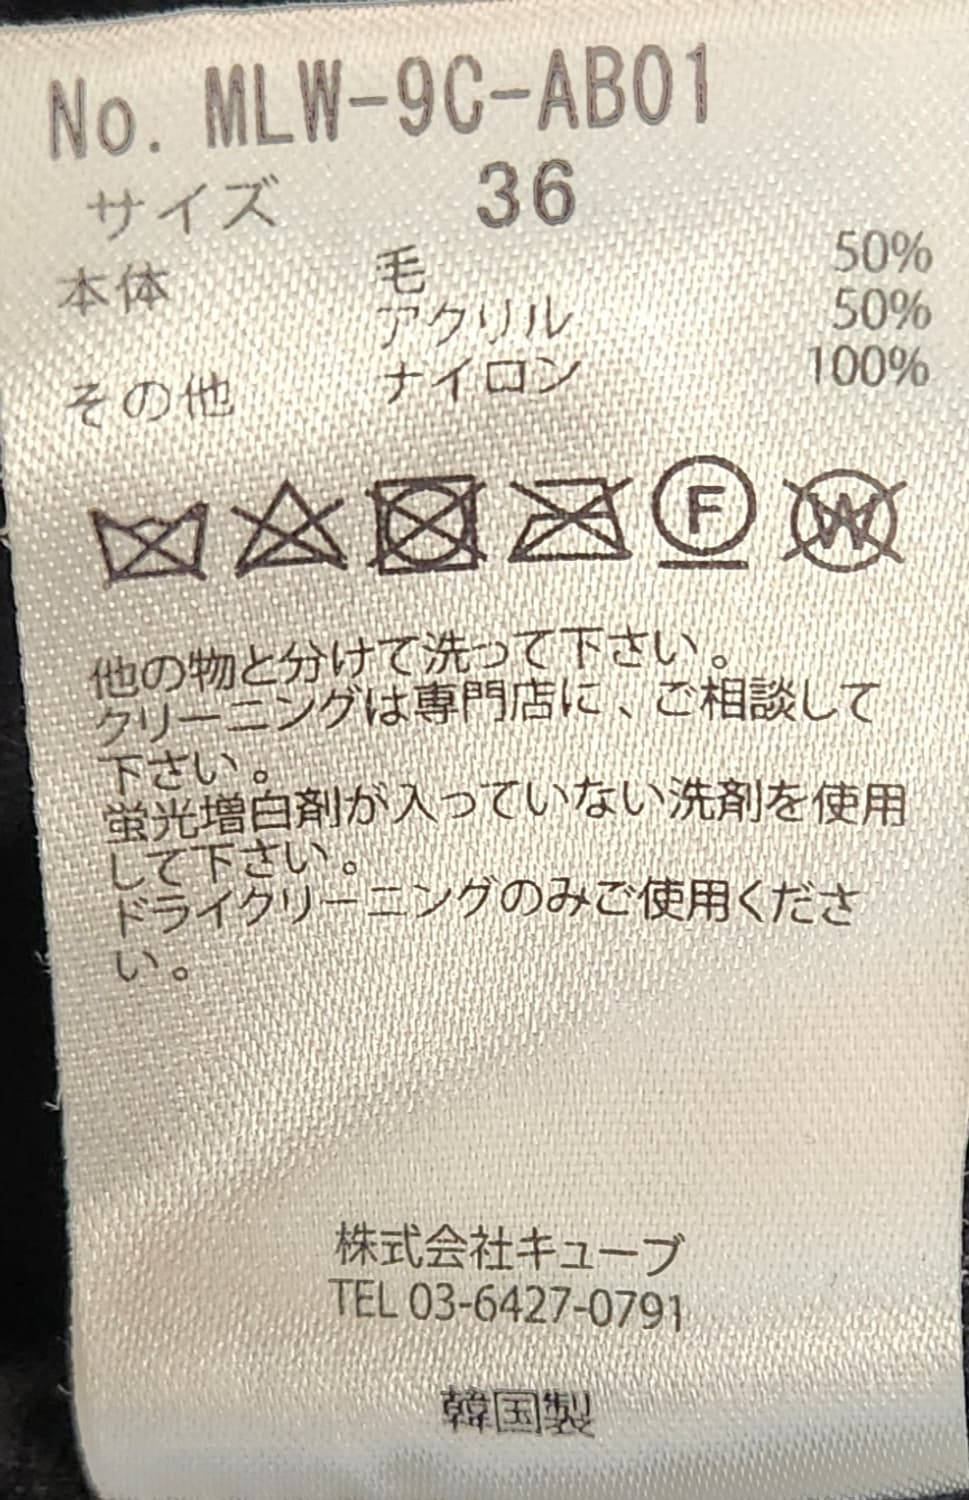 No. MLW-9C-AB01
サイズ 36
本体 毛 50%
アクリル 50%
その他 ナイロン 100%
F W
他の物と分けて洗って下さい。
クリーニングは専門店に、ご相談して
下さい。
蛍光増白剤が入っていない洗剤を使用
して下さい。
ドライクリーニングのみご使用くださ
い。
株式会社キューブ
TEL 03-6427-0791
韓国製